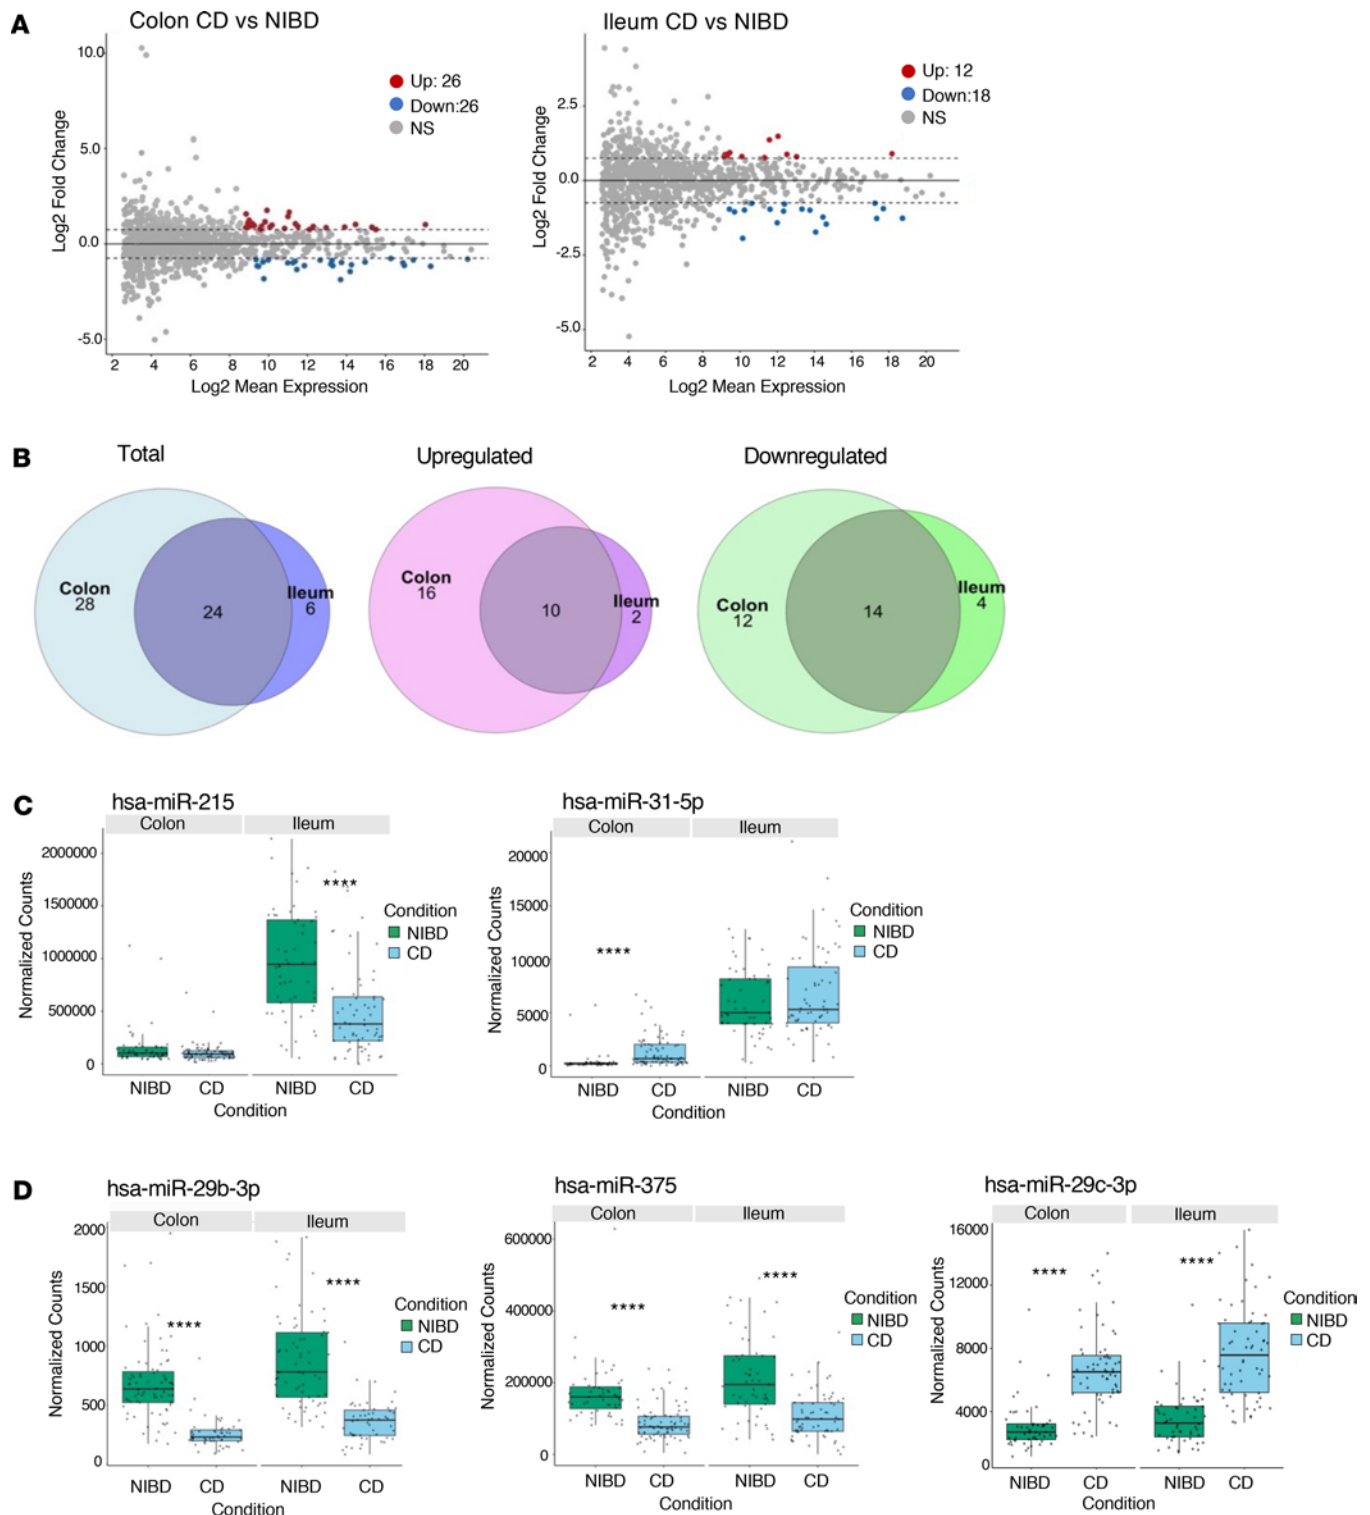 A
Colon CD vs NIBD
Ileum CD vs NIBD
Log2 Fold Change
10.0
5.0
0.0
-5.0
Up: 26
Down:26
NS
2 4 6 8 10 12 14 16 18 20
Log2 Mean Expression
Log2 Fold Change
2.5
0.0
-2.5
-5.0
Up: 12
Down:18
NS
2 4 6 8 10 12 14 16 18 20
Log2 Mean Expression
B
Total
Upregulated
Downregulated
Colon
28
24
Ileum
6
Colon
16
10
Ileum
2
Colon
12
14
Ileum
4
C
hsa-miR-215
Colon
Ileum
Normalized Counts
2000000
1500000
1000000
500000
0
****
Condition
NIBD
CD
NIBD CD NIBD CD
Condition
hsa-miR-31-5p
Colon
Ileum
Normalized Counts
20000
15000
10000
5000
0
****
Condition
NIBD
CD
NIBD CD NIBD CD
Condition
D
hsa-miR-29b-3p
Colon
Ileum
Normalized Counts
2000
1500
1000
500
0
****
****
Condition
NIBD
CD
NIBD CD NIBD CD
Condition
hsa-miR-375
Colon
Ileum
Normalized Counts
600000
400000
200000
0
****
****
Condition
NIBD
CD
NIBD CD NIBD CD
Condition
hsa-miR-29c-3p
Colon
Ileum
Normalized Counts
16000
12000
8000
4000
0
****
****
Condition
NIBD
CD
NIBD CD NIBD CD
Condition